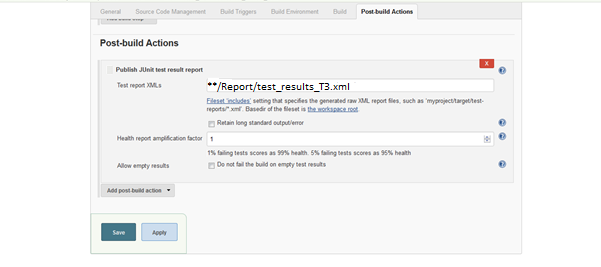 General Source Code Management Build Triggers Build Environment Build Post-build Actions
Post-build Actions
Publish JUnit test result report
X
Test report XMLs
**/Report/test_results_T3.xml
Fileset 'includes' setting that specifies the generated raw XML report files, such as 'myproject/target/test-
reports/*.xml'. Basedir of the fileset is the workspace root.
Retain long standard output/error
Health report amplification factor
1
1% failing tests scores as 99% health. 5% failing tests scores as 95% health
Allow empty results
Do not fail the build on empty test results
Add post-build action
Save Apply